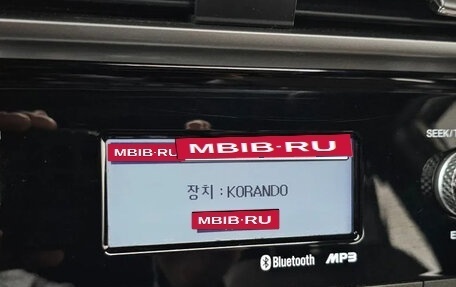 SEEK/T
MBIB·RU MBIB·RU
장치 : KORANDO
MBIB·RU
Bluetooth MP3
E